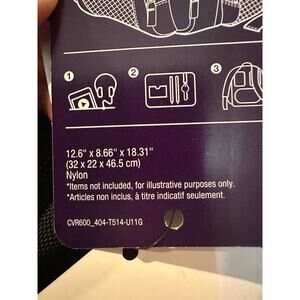 1
2
3
12.6" x 8.66" x 18.31"
(32 x 22 x 46.5 cm)
Nylon
*Items not included, for illustrative purposes only.
*Articles non inclus, à titre indicatif seulement.
CVR600_404-T514-U11G